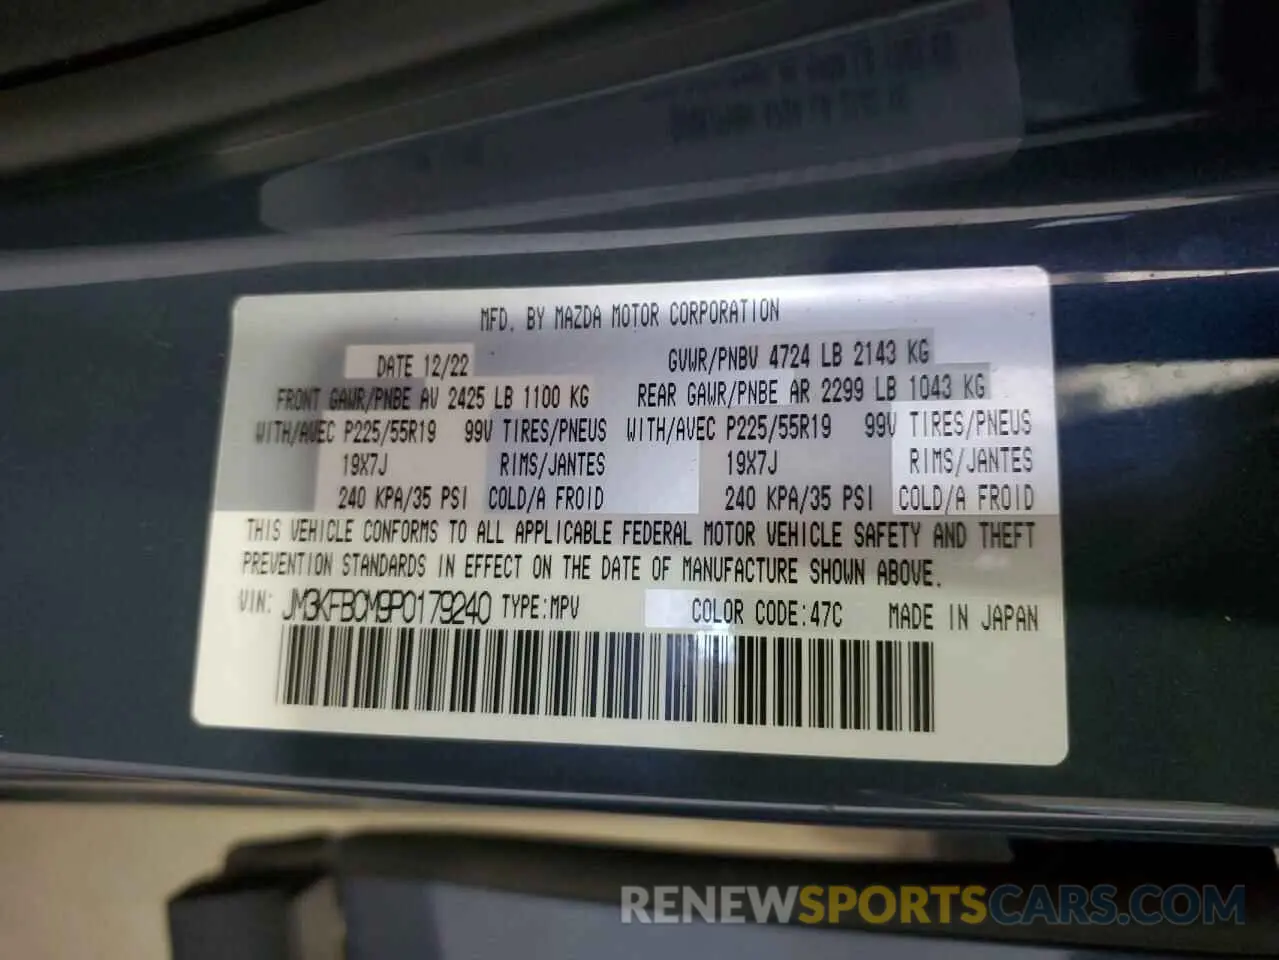 MFD. BY MAZDA MOTOR CORPORATION
DATE 12/22 GVWR/PNBV 4724 LB 2143 KG
FRONT GAWR/PNBE AV 2425 LB 1100 KG REAR GAWR/PNBE AR 2299 LB 1043 KG
WITH/AVEC P225/55R19 99V TIRES/PNEUS WITH/AVEC P225/55R19 99V TIRES/PNEUS
19X7J RIMS/JANTES 19X7J RIMS/JANTES
240 KPA/35 PSI COLD/A FROID 240 KPA/35 PSI COLD/A FROID
THIS VEHICLE CONFORMS TO ALL APPLICABLE FEDERAL MOTOR VEHICLE SAFETY AND THEFT
PREVENTION STANDARDS IN EFFECT ON THE DATE OF MANUFACTURE SHOWN ABOVE.
VIN: JM3KFBCM9P0179240 TYPE:MPV COLOR CODE:47C MADE IN JAPAN
RENEWSPORTSCARS.COM